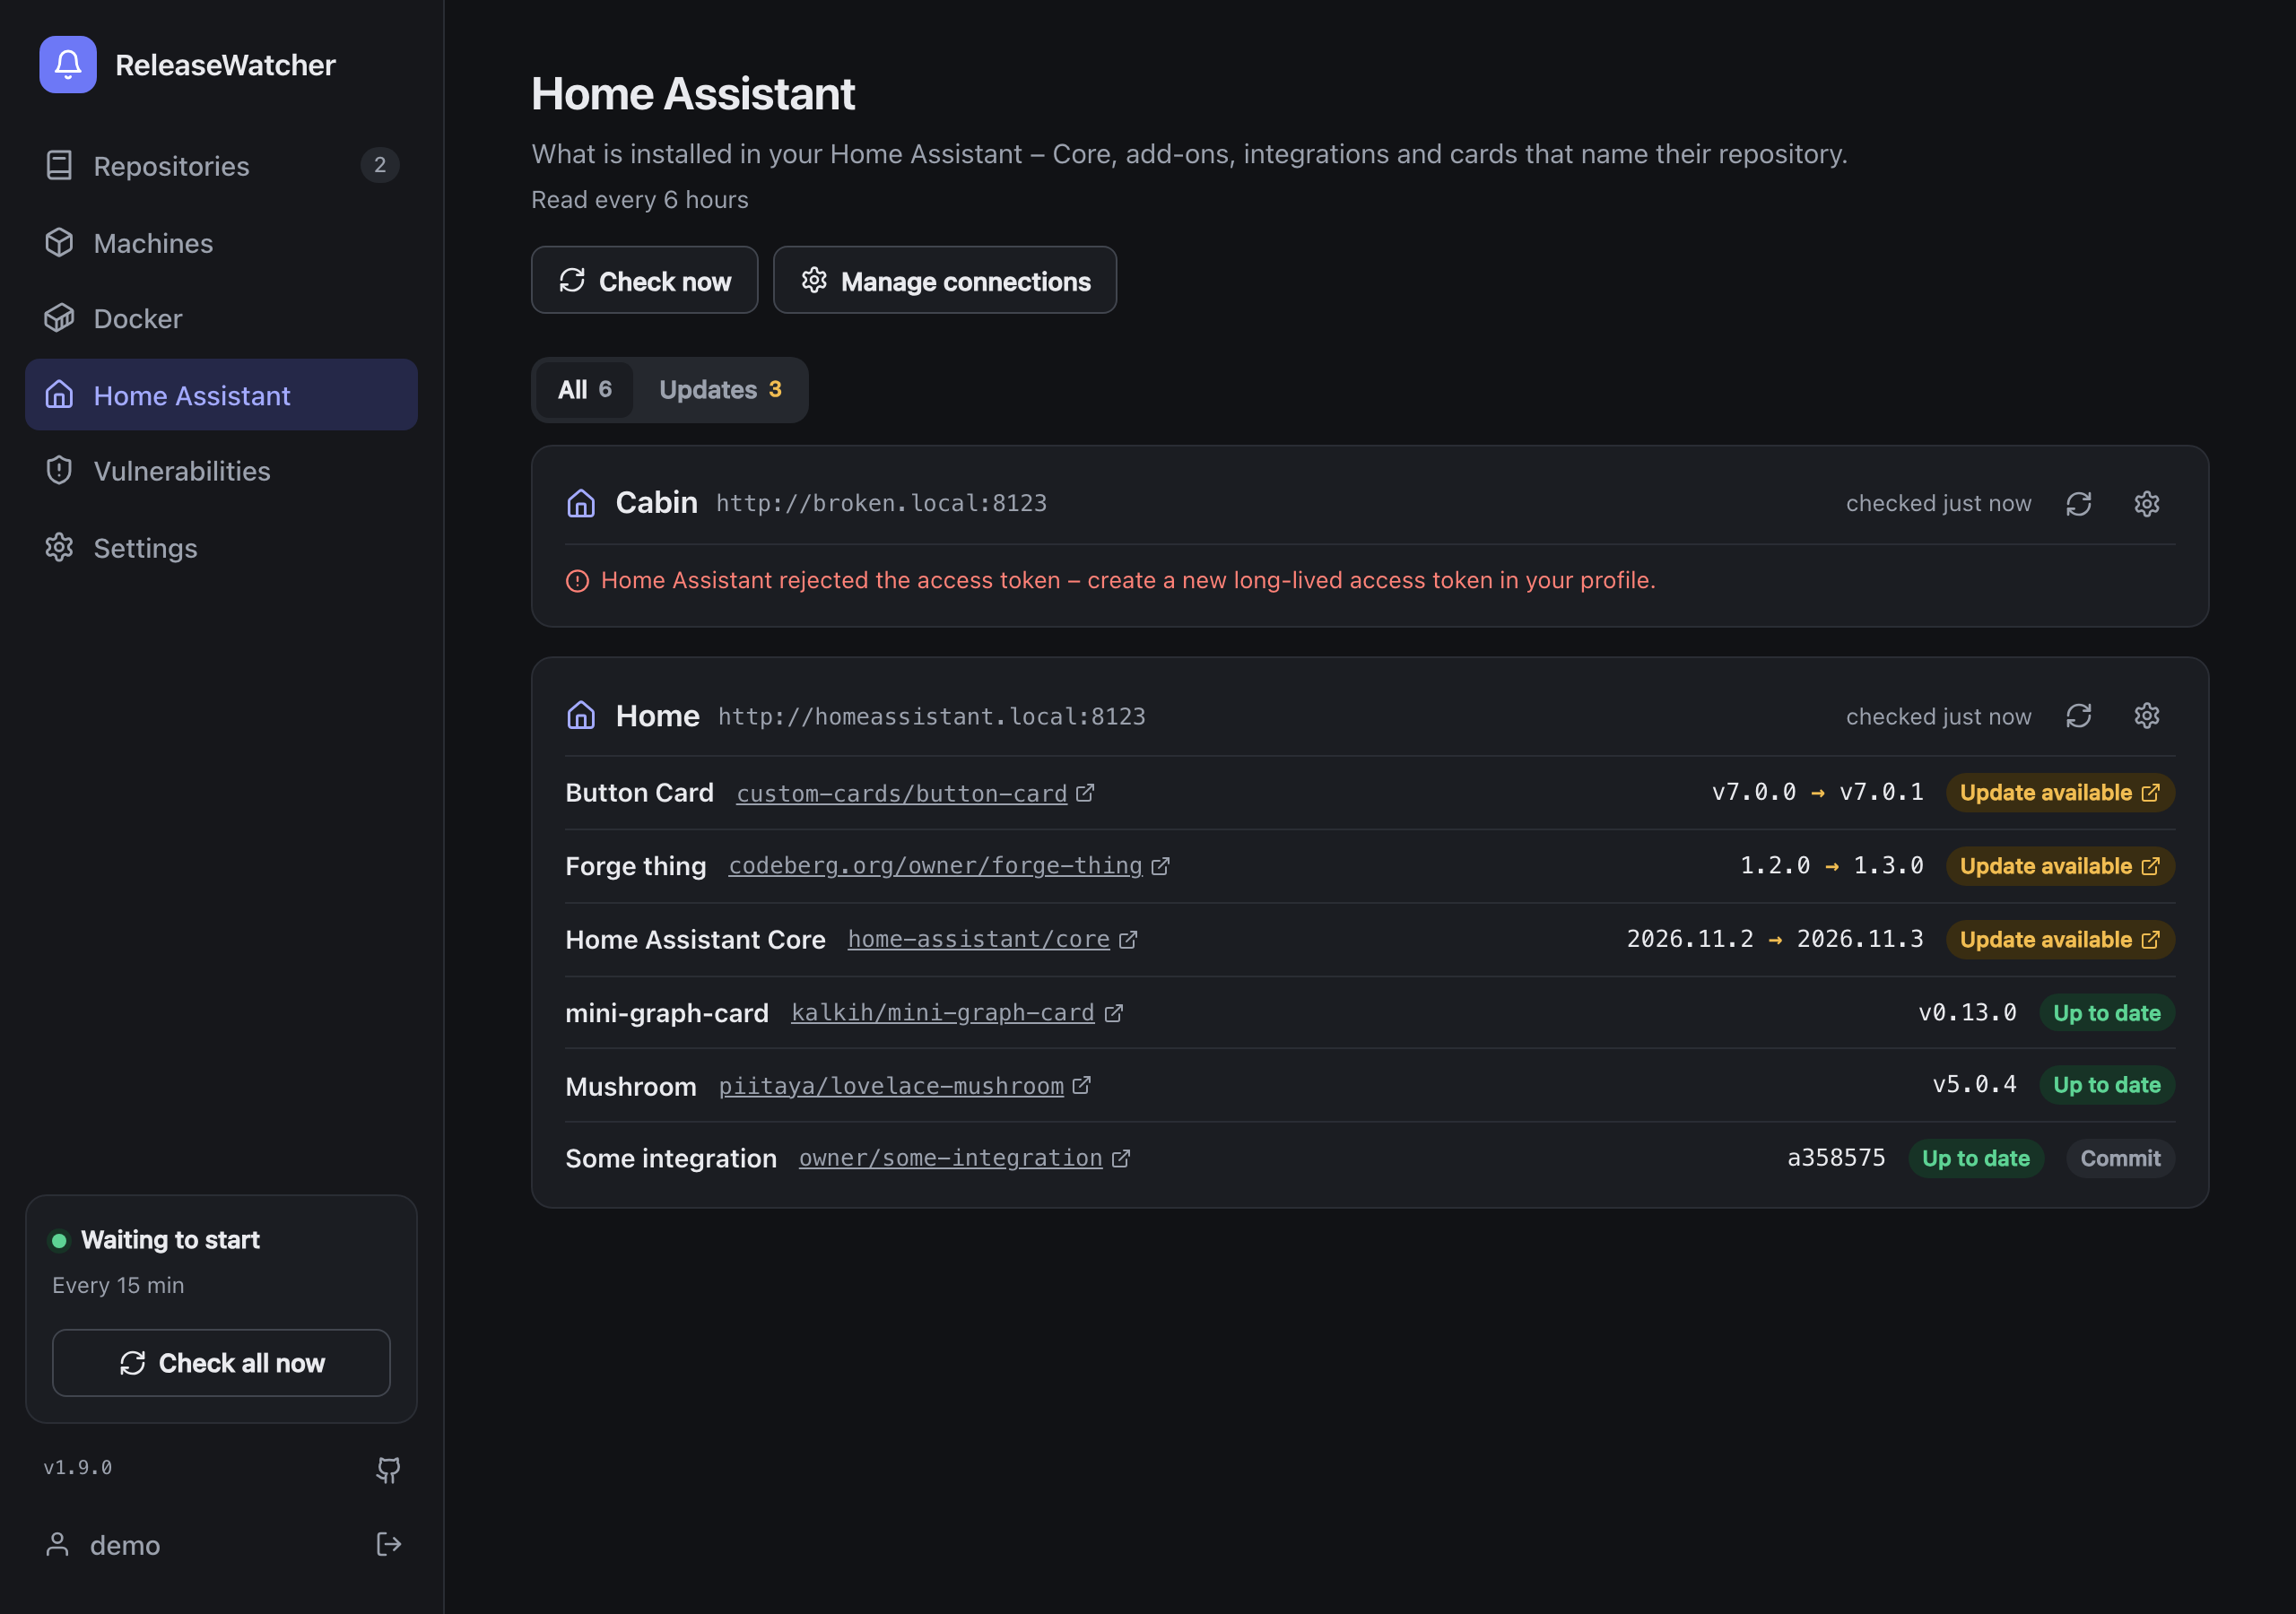 ReleaseWatcher
Repositories 2
Machines
Docker
Home Assistant
Vulnerabilities
Settings
Waiting to start
Every 15 min
Check all now
v1.9.0
demo
Home Assistant
What is installed in your Home Assistant – Core, add-ons, integrations and cards that name their repository.
Read every 6 hours
Check now Manage connections
All 6 Updates 3
Cabin http://broken.local:8123 checked just now
Home Assistant rejected the access token – create a new long-lived access token in your profile.
Home http://homeassistant.local:8123 checked just now
Button Card custom-cards/button-card v7.0.0 → v7.0.1 Update available
Forge thing codeberg.org/owner/forge-thing 1.2.0 → 1.3.0 Update available
Home Assistant Core home-assistant/core 2026.11.2 → 2026.11.3 Update available
mini-graph-card kalkih/mini-graph-card v0.13.0 Up to date
Mushroom piitaya/lovelace-mushroom v5.0.4 Up to date
Some integration owner/some-integration a358575 Up to date Commit